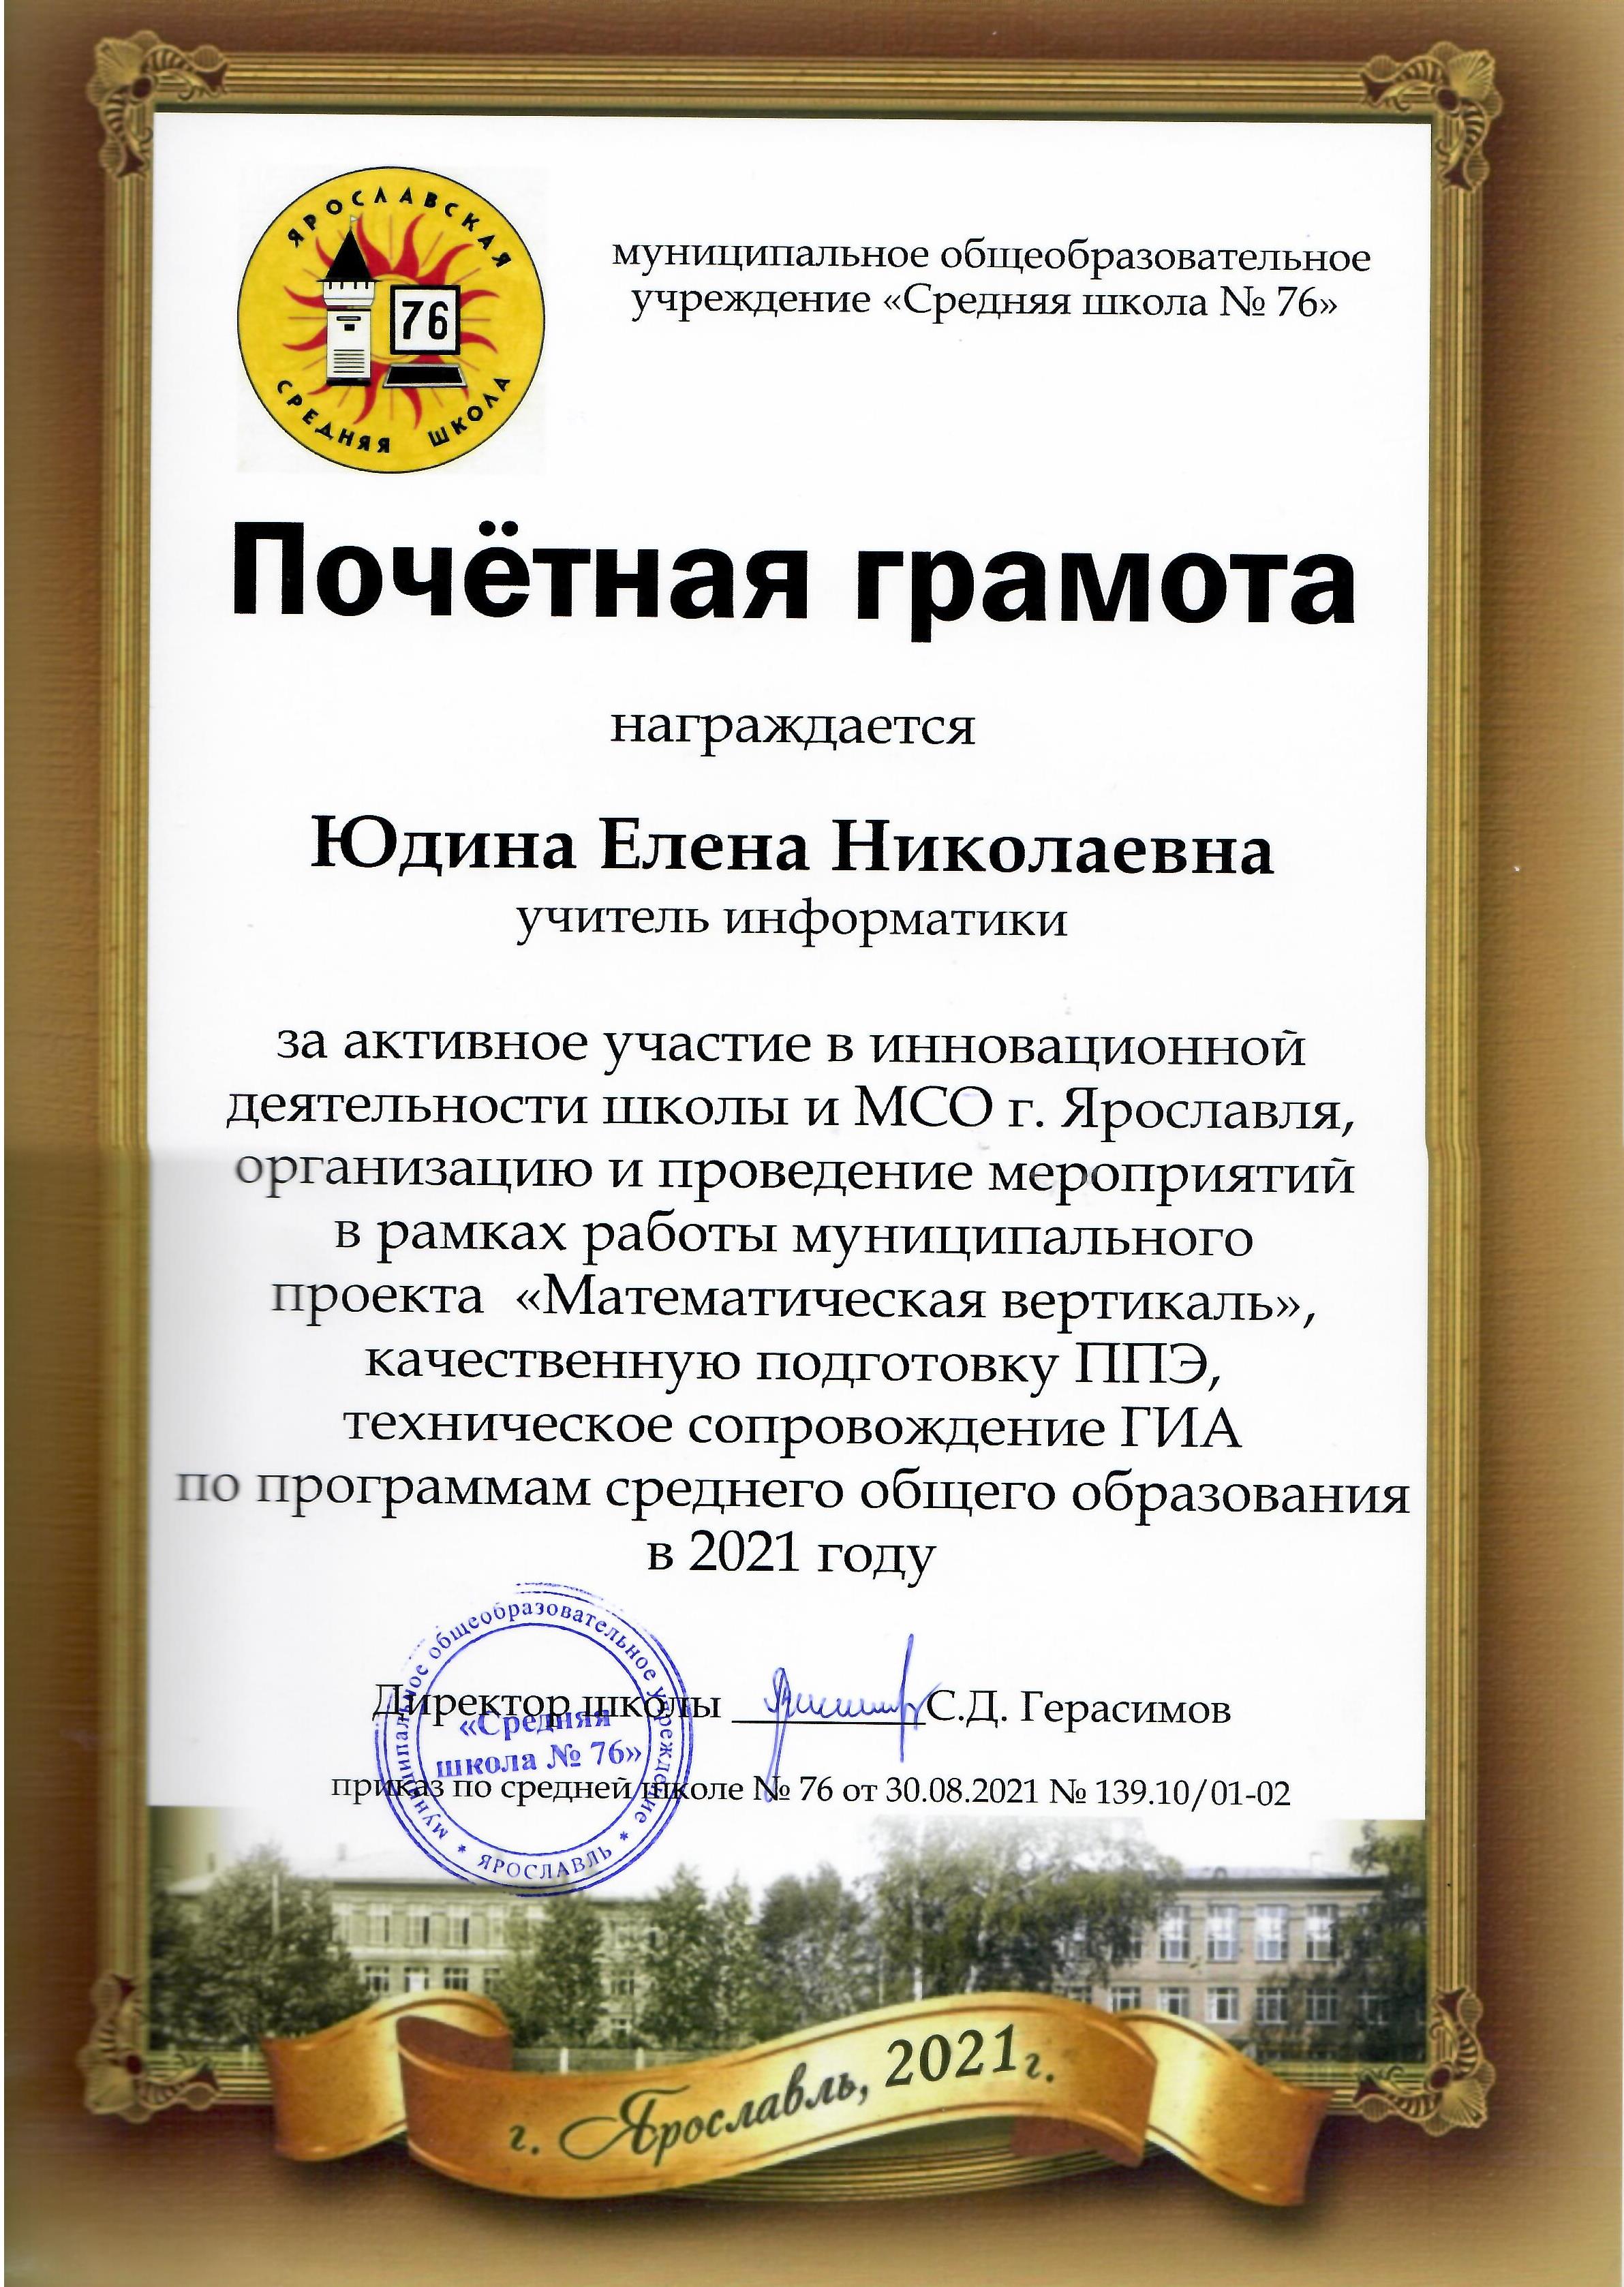 ЯРОСЛАВСКАЯ
76
СРЕДНЯЯ ШКОЛА
муниципальное общеобразовательное
учреждение «Средняя школа № 76»
Почётная грамота
награждается
Юдина Елена Николаевна
учитель информатики
за активное участие в инновационной
деятельности школы и МСО г. Ярославля,
организацию и проведение мероприятий
в рамках работы муниципального
проекта «Математическая вертикаль»,
качественную подготовку ППЭ,
техническое сопровождение ГИА
по программам среднего общего образования
в 2021 году
Директор школы __________С.Д. Герасимов
муниципальное общеобразовательное учреждение
«Средняя
школа № 76»
* ЯРОСЛАВЛЬ *
приказ по средней школе № 76 от 30.08.2021 № 139.10/01-02
г. Ярославль, 2021 г.